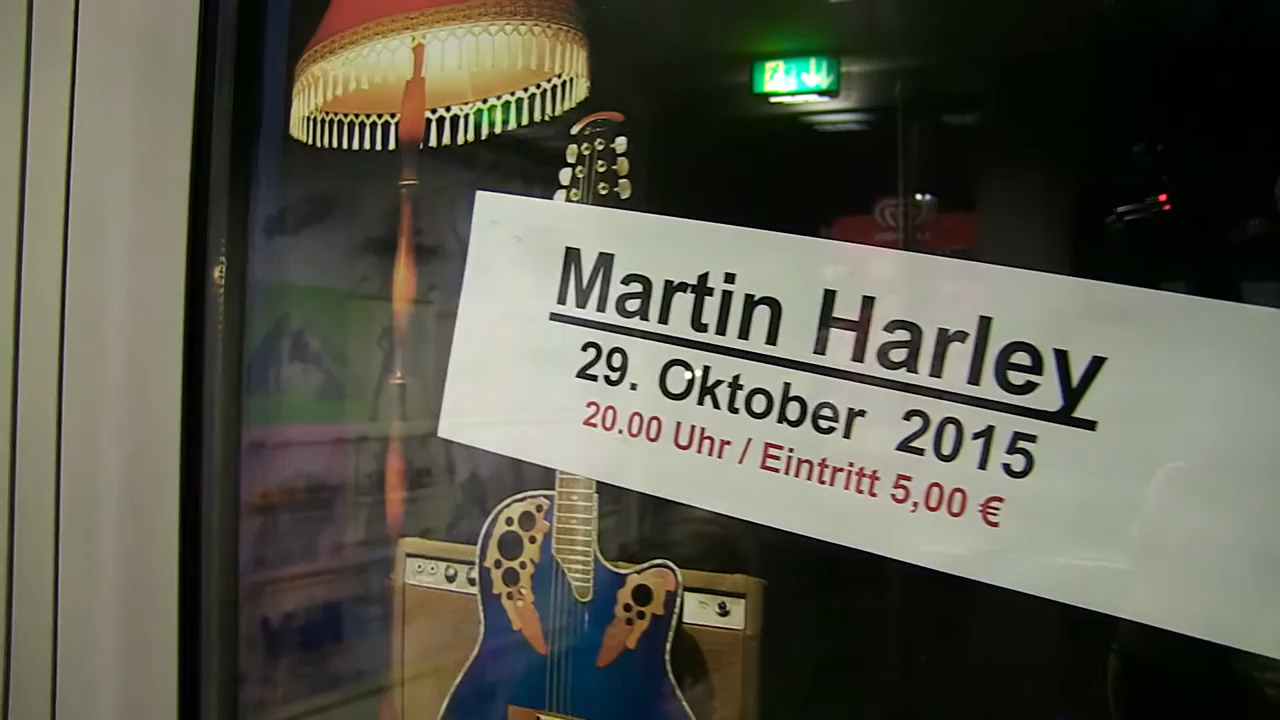 Martin Harley
29. Oktober 2015
20.00 Uhr / Eintritt 5,00 €